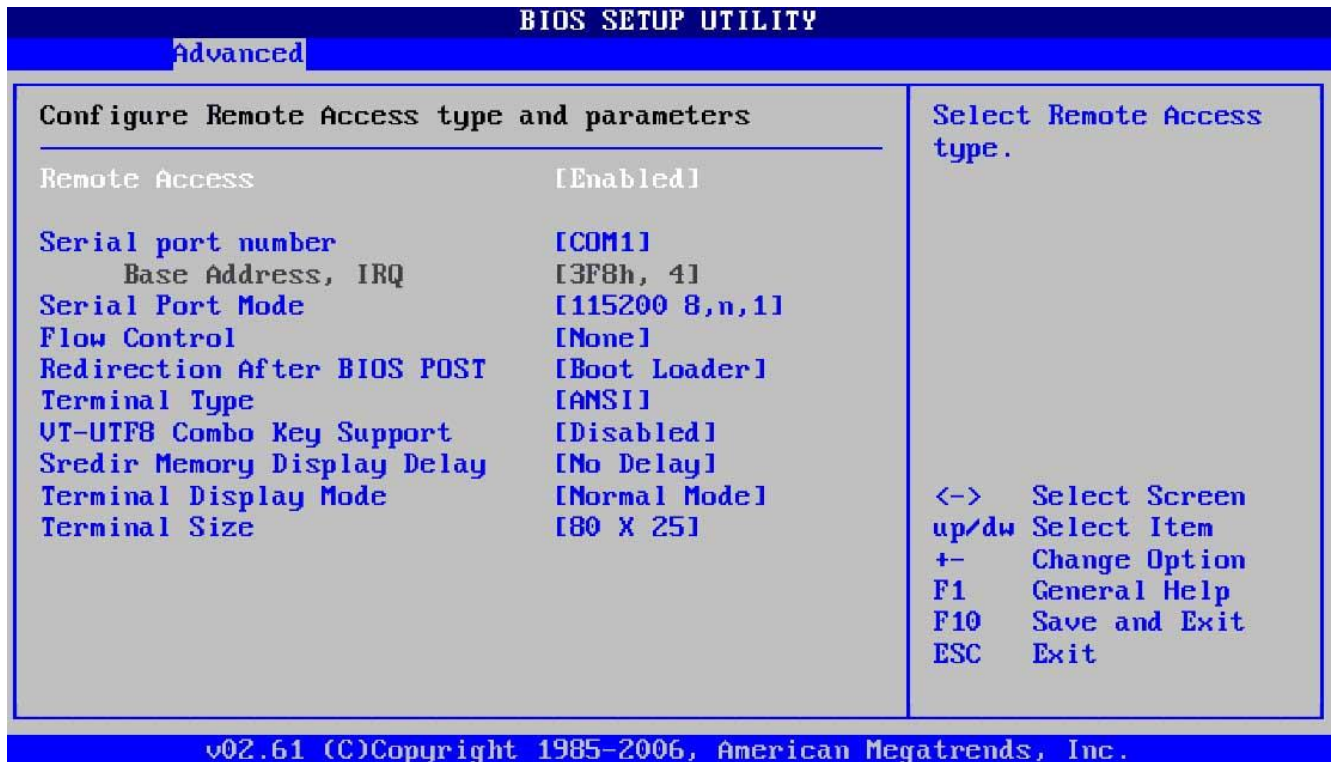 BIOS SETUP UTILITY
Advanced
Configure Remote Access type and parameters
Remote Access [Enabled]
Serial port number [COM1]
Base Address, IRQ [3F8h, 4]
Serial Port Mode [115200 8,n,1]
Flow Control [None]
Redirection After BIOS POST [Boot Loader]
Terminal Type [ANSI]
VT-UTF8 Combo Key Support [Disabled]
Sredir Memory Display Delay [No Delay]
Terminal Display Mode [Normal Mode]
Terminal Size [80 X 25]
Select Remote Access
type.
<-> Select Screen
up/dw Select Item
+- Change Option
F1 General Help
F10 Save and Exit
ESC Exit
v02.61 (C)Copyright 1985-2006, American Megatrends, Inc.